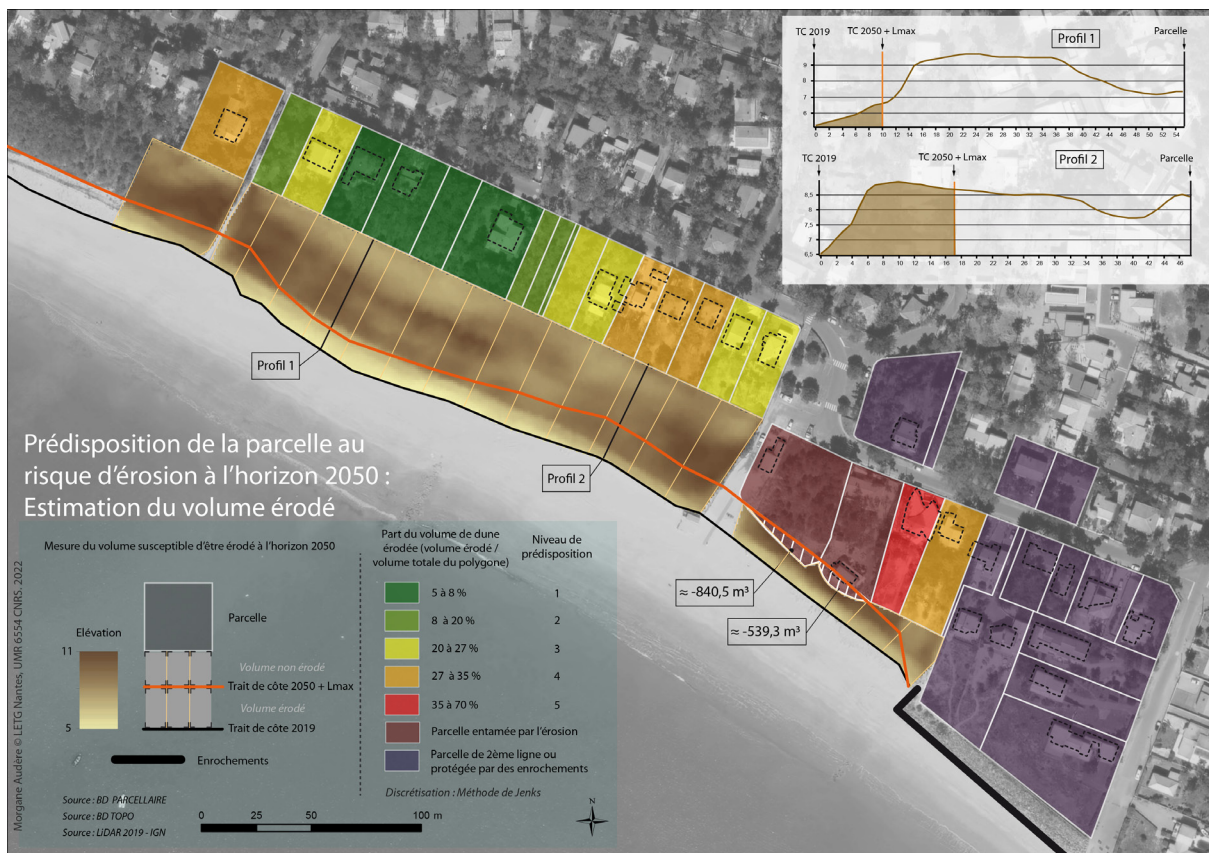 TC 2019
TC 2050 + Lmax
Profil 1
Parcelle
9
8
7
6
0 2 4 6 8 10 12 14 16 18 20 22 24 26 28 30 32 34 36 38 40 42 44 46 48 50 52 54
TC 2019
TC 2050 + Lmax
Profil 2
Parcelle
8,5
8
7,5
7
6,5
0 2 4 6 8 10 12 14 16 18 20 22 24 26 28 30 32 34 36 38 40 42 44 46
Profil 1
Profil 2
≈ -840,5 m³
≈ -539,3 m³
Prédisposition de la parcelle au
risque d'érosion à l'horizon 2050 :
Estimation du volume érodé
Mesure du volume susceptible d'être érodé à l'horizon 2050
Parcelle
Elévation
11
5
Volume non érodé
Trait de côte 2050 + Lmax
Volume érodé
Trait de côte 2019
Enrochements
Source : BD PARCELLAIRE
Source : BD TOPO
Source : LiDAR 2019 - IGN
0 25 50 100 m
Part du volume de dune
érodée (volume érodé /
volume totale du polygone)
Niveau de
prédisposition
5 à 8 % 1
8 à 20 % 2
20 à 27 % 3
27 à 35 % 4
35 à 70 % 5
Parcelle entamée par l'érosion
Parcelle de 2ème ligne ou
protégée par des enrochements
Discrétisation : Méthode de Jenks
N
Morgane Audère © LETG Nantes, UMR 6554 CNRS. 2022